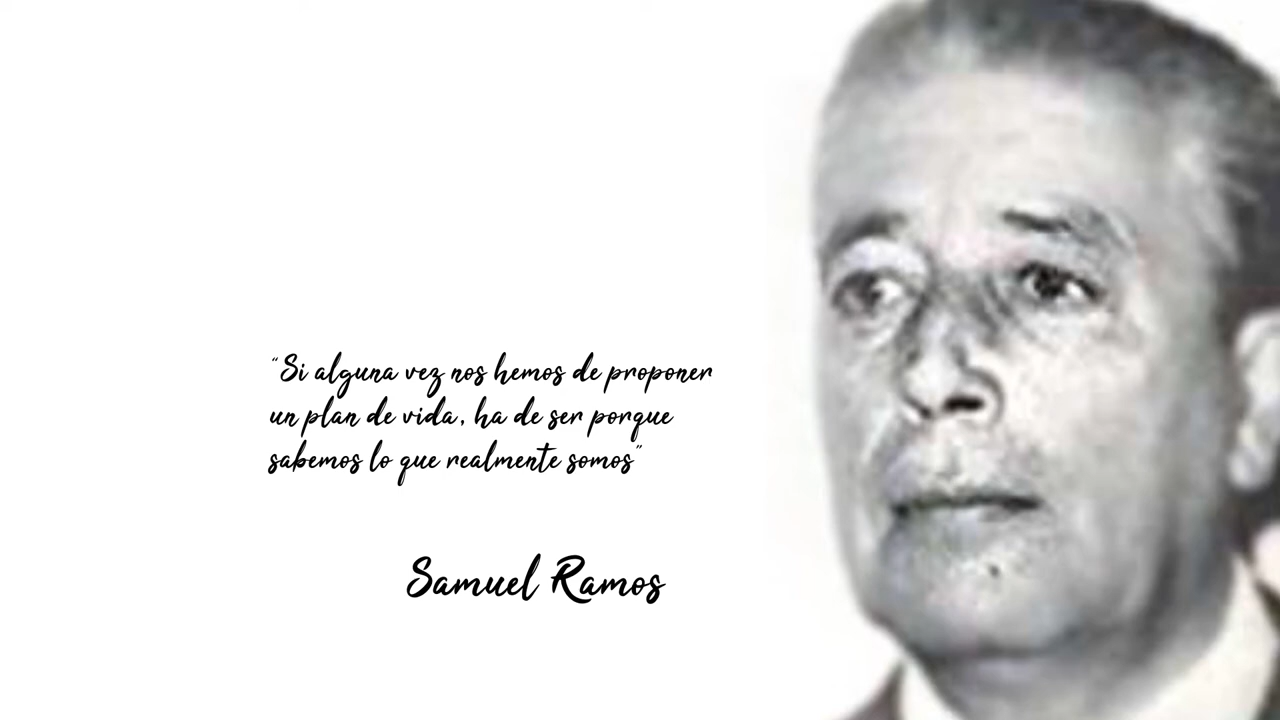 “Si alguna vez nos hemos de proponer
un plan de vida, ha de ser porque
sabemos lo que realmente somos”
Samuel Ramos